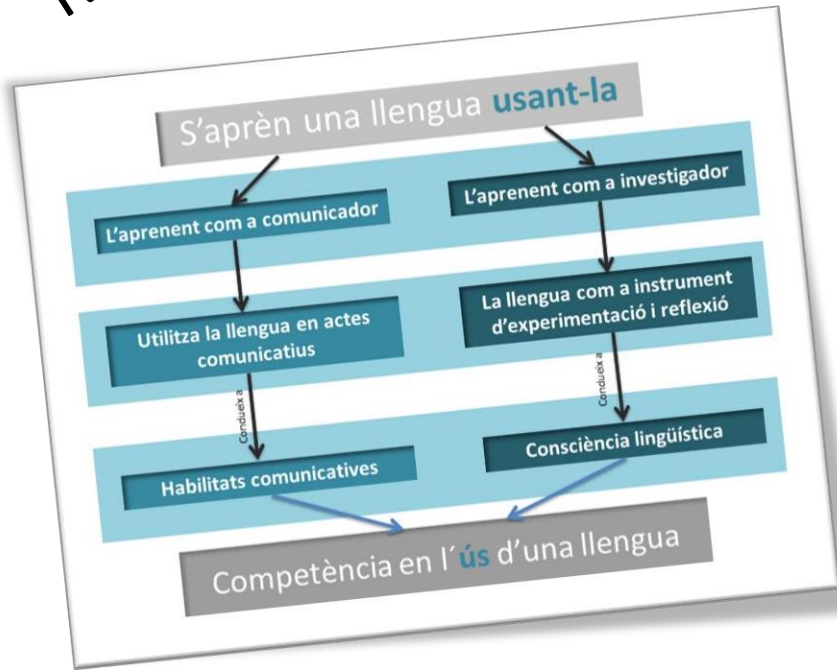 S'aprèn una llengua usant-la
L'aprenent com a comunicador
L'aprenent com a investigador
Utilitza la llengua en actes
comunicatius
La llengua com a instrument
d'experimentació i reflexió
Condueix a
Condueix a
Habilitats comunicatives
Consciència lingüística
Competència en l´ús d'una llengua